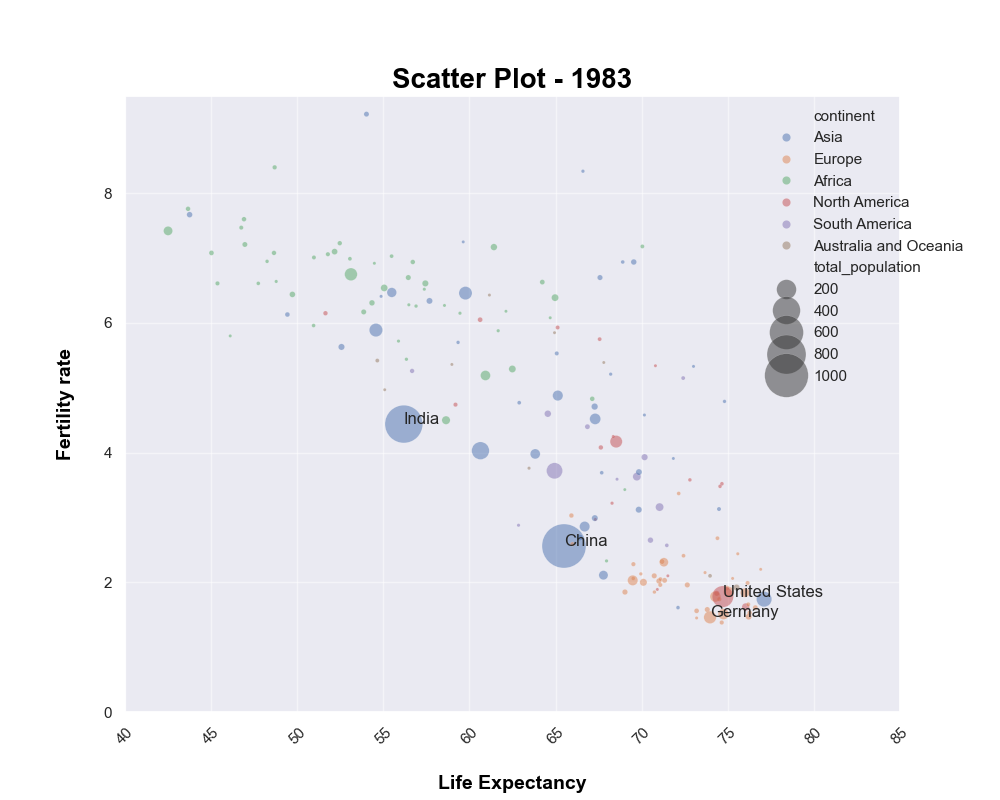 Scatter Plot - 1983
continent
Asia
Europe
Africa
North America
South America
Australia and Oceania
total_population
200
400
600
800
1000
8
6
4
2
0
Fertility rate
India
China
United States
Germany
40 45 50 55 60 65 70 75 80 85
Life Expectancy